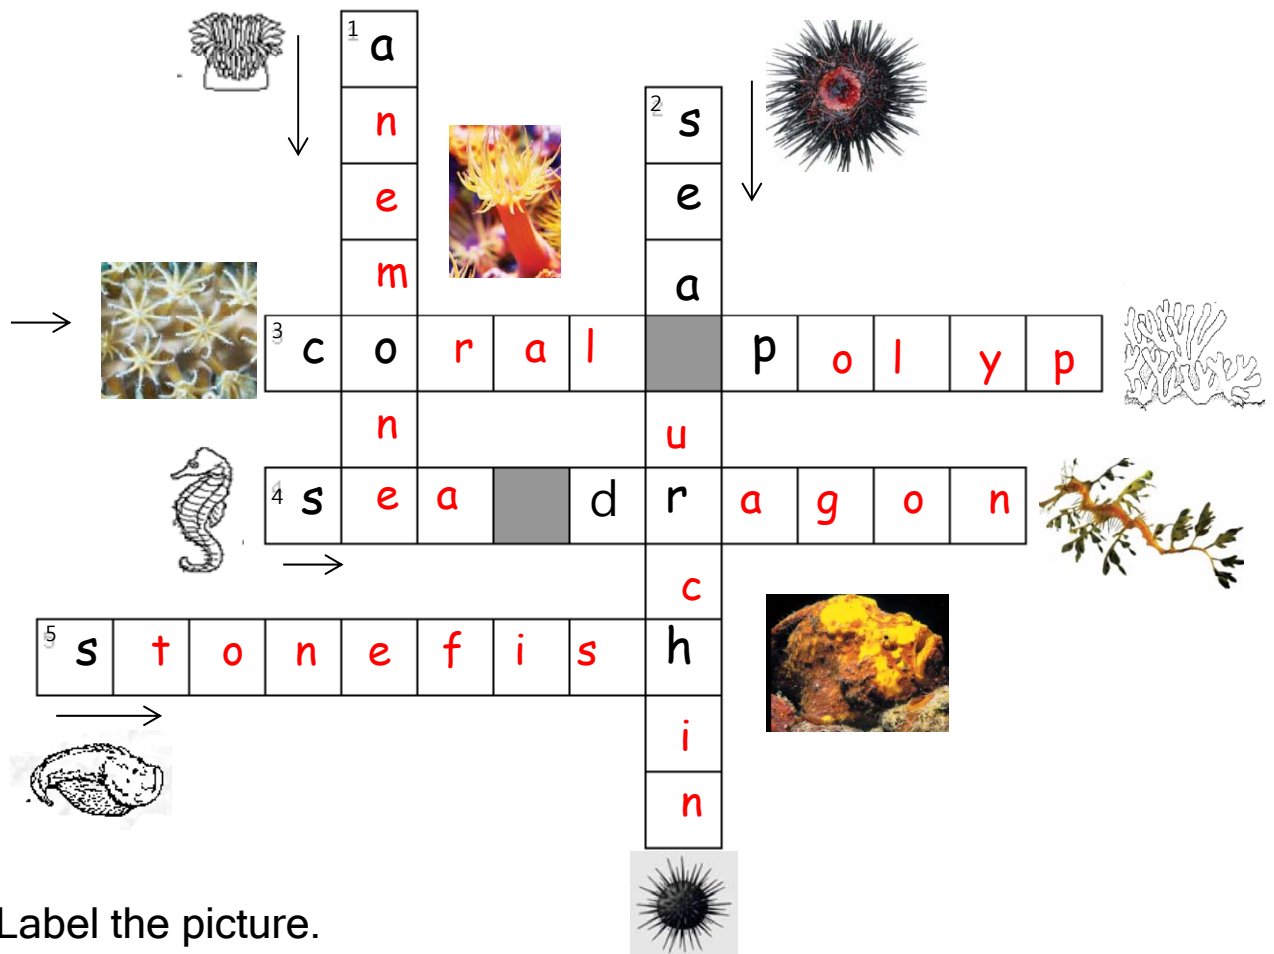 1 a
n
2 s
e
e
m
a
3 c o r a l p o l y p
n
u
4 s e a d r a g o n
c
5 s t o n e f i s h
i
n
Label the picture.